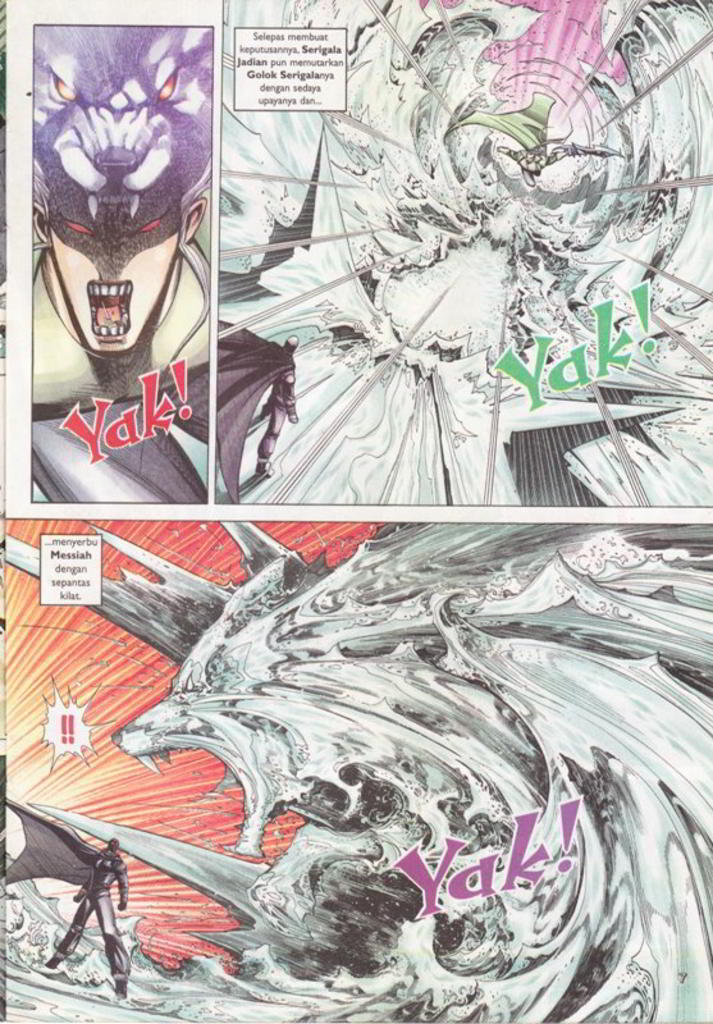 Selepas membuat
keputusannya, Serigala
Jadian pun memutarkan
Golok Serigalanya
dengan sedaya
upayanya dan...
Yak!
Yak!
...menyerbu
Messiah
dengan
sepantas
kilat.
!!
Yak!